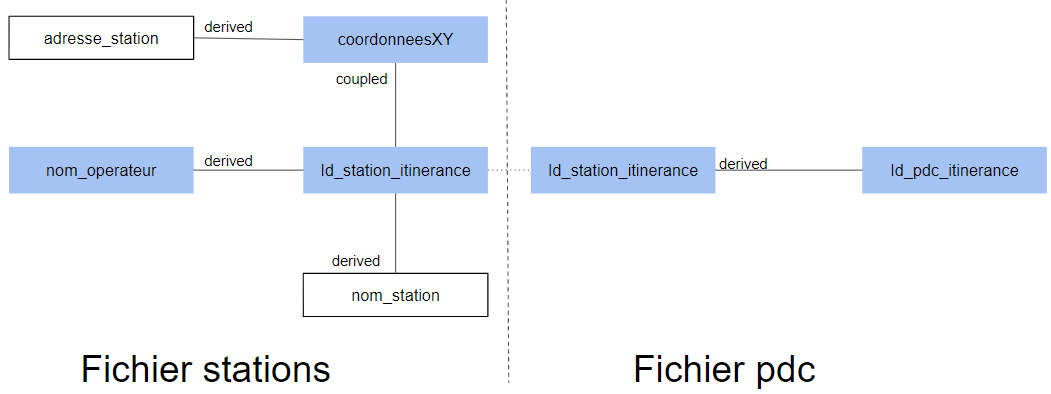 adresse_station
derived
coordonneesXY
coupled
nom_operateur
derived
Id_station_itinerance
Id_station_itinerance
derived
Id_pdc_itinerance
derived
nom_station
Fichier stations
Fichier pdc